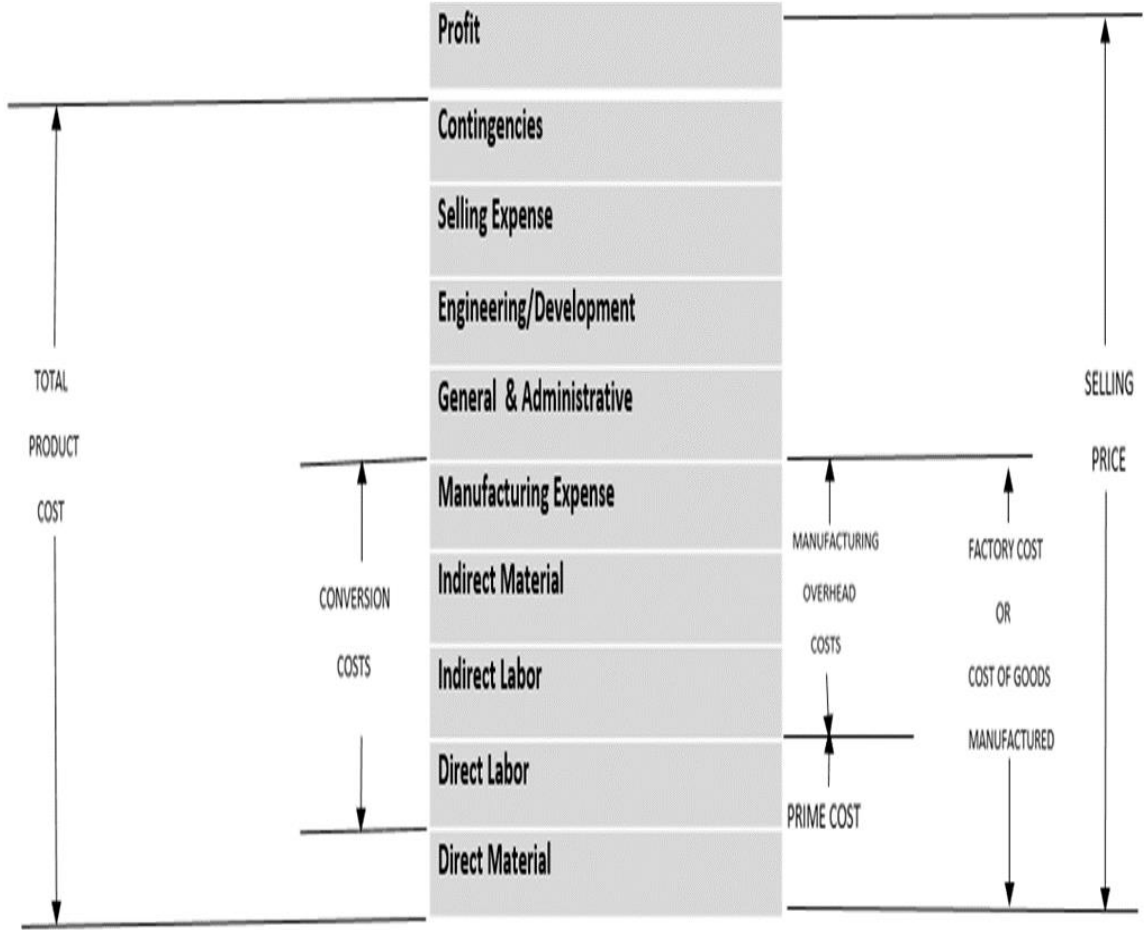 Profit
Contingencies
Selling Expense
Engineering/Development
General & Administrative
Manufacturing Expense
Indirect Material
Indirect Labor
Direct Labor
Direct Material
TOTAL
PRODUCT
COST
CONVERSION
COSTS
MANUFACTURING
OVERHEAD
COSTS
PRIME COST
FACTORY COST
OR
COST OF GOODS
MANUFACTURED
SELLING
PRICE